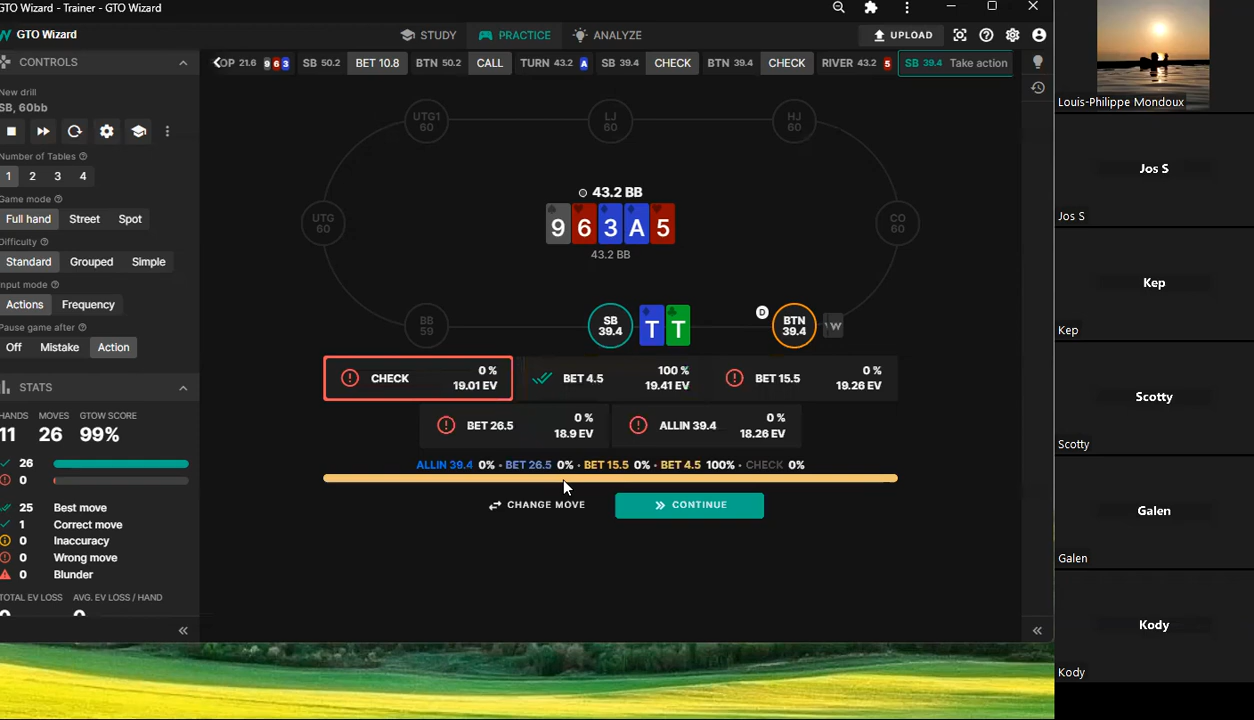 GTO Wizard - Trainer - GTO Wizard
GTO Wizard
STUDY
PRACTICE
ANALYZE
UPLOAD
CONTROLS
OP 21.6 9 6 3 SB 50.2 BET 10.8 BTN 50.2 CALL TURN 43.2 A SB 39.4 CHECK BTN 39.4 CHECK RIVER 43.2 5 SB 39.4 Take action
New drill
SB, 60bb
Number of Tables
1 2 3 4
Game mode
Full hand Street Spot
Difficulty
Standard Grouped Simple
Input mode
Actions Frequency
Pause game after
Off Mistake Action
STATS
HANDS MOVES GTOW SCORE
11 26 99%
26
0
25 Best move
1 Correct move
0 Inaccuracy
0 Wrong move
0 Blunder
TOTAL EV LOSS AVG. EV LOSS / HAND
UTG1
60
LJ
60
HJ
60
UTG
60
CO
60
43.2 BB
9 6 3 A 5
43.2 BB
BB
59
SB
39.4
T T
D
BTN
39.4
W
CHECK 0 %
19.01 EV
BET 4.5 100 %
19.41 EV
BET 15.5 0 %
19.26 EV
BET 26.5 0 %
18.9 EV
ALLIN 39.4 0 %
18.26 EV
ALLIN 39.4 0% • BET 26.5 0% • BET 15.5 0% • BET 4.5 100% • CHECK 0%
CHANGE MOVE
CONTINUE
Louis-Philippe Mondoux
Jos S
Jos S
Kep
Kep
Scotty
Scotty
Galen
Galen
Kody
Kody